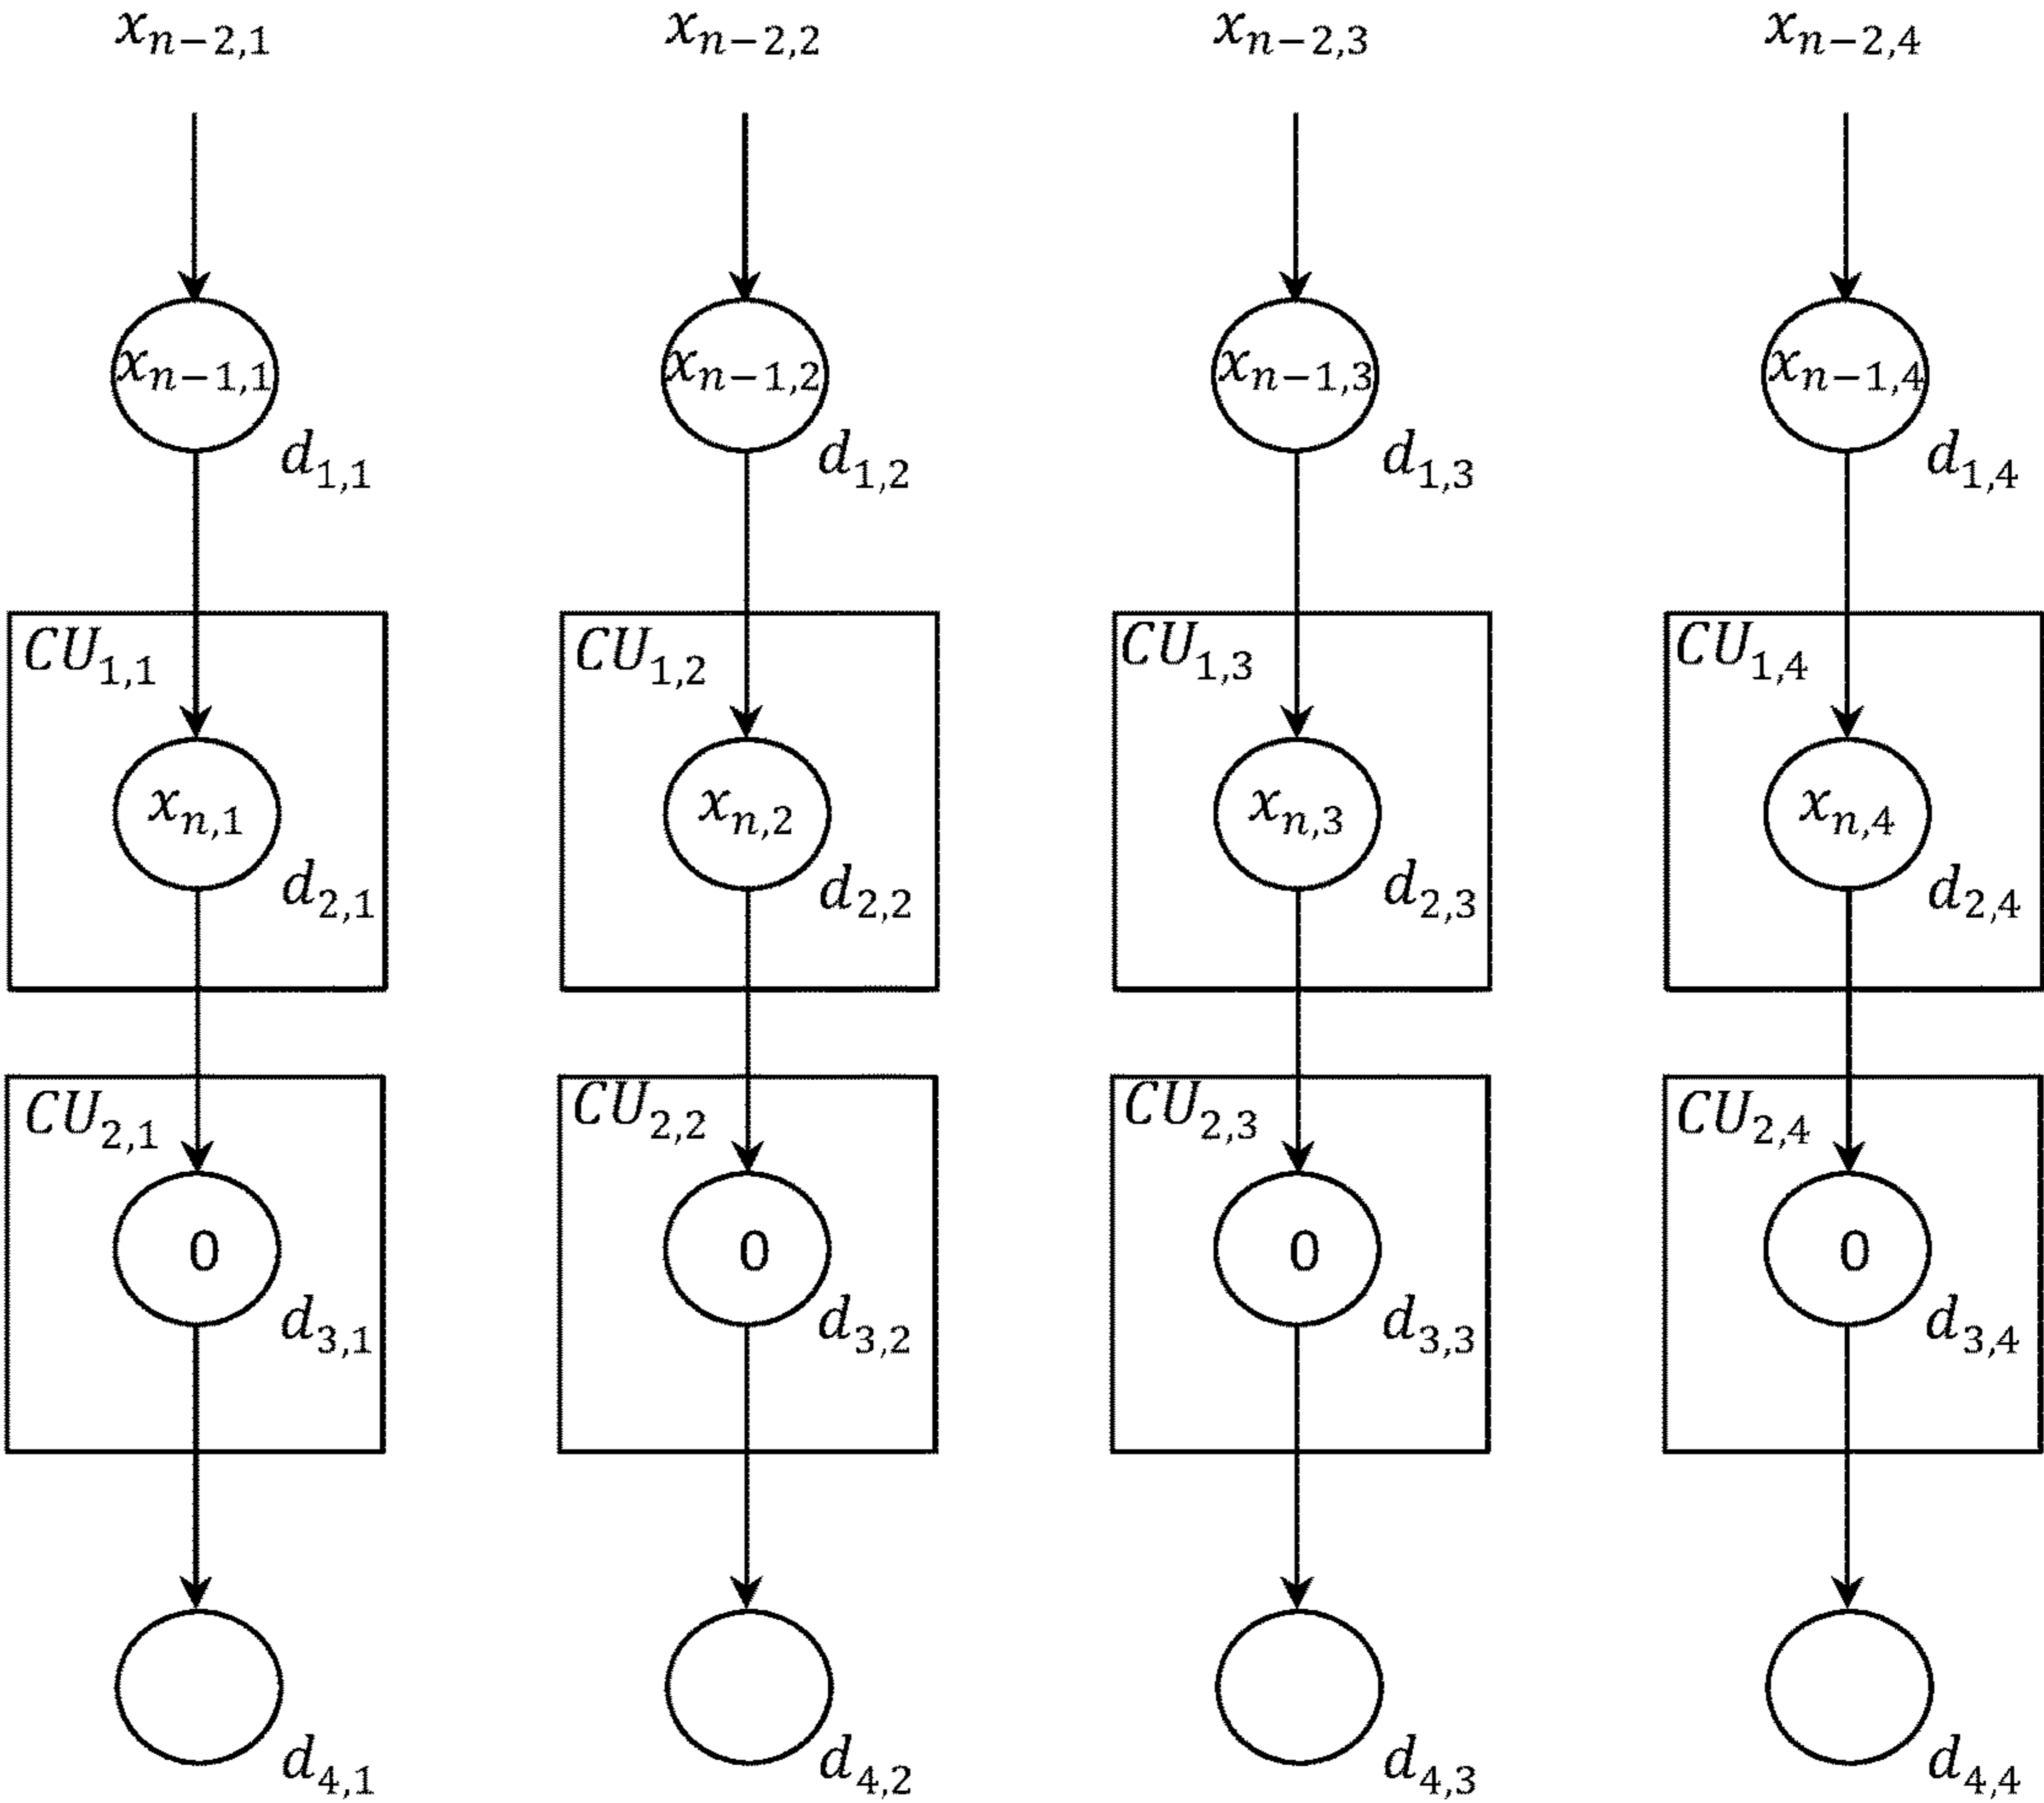 x_{n−2,1} x_{n−2,2} x_{n−2,3} x_{n−2,4}
x_{n−1,1} x_{n−1,2} x_{n−1,3} x_{n−1,4}
d_{1,1} d_{1,2} d_{1,3} d_{1,4}
CU_{1,1} CU_{1,2} CU_{1,3} CU_{1,4}
x_{n,1} x_{n,2} x_{n,3} x_{n,4}
d_{2,1} d_{2,2} d_{2,3} d_{2,4}
CU_{2,1} CU_{2,2} CU_{2,3} CU_{2,4}
0 0 0 0
d_{3,1} d_{3,2} d_{3,3} d_{3,4}
d_{4,1} d_{4,2} d_{4,3} d_{4,4}